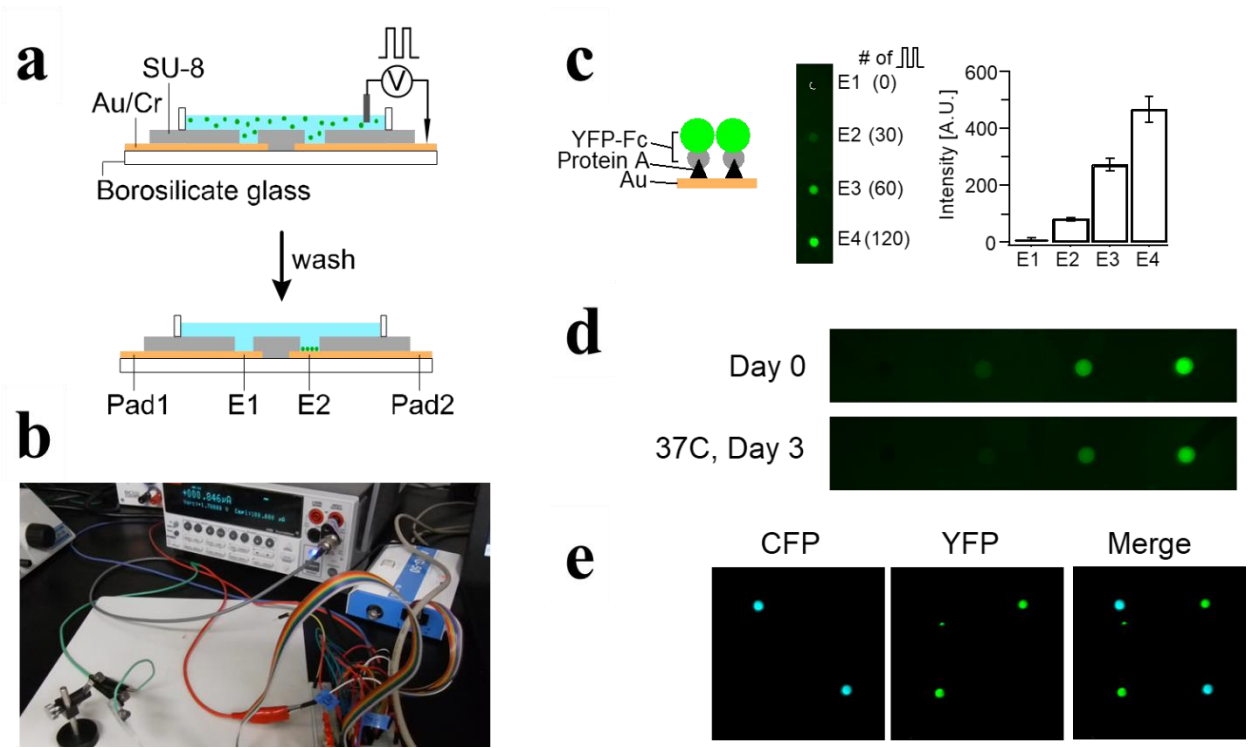 a
SU-8
Au/Cr
V
Borosilicate glass
wash
Pad1 E1 E2 Pad2
b
+000.846µA
c
# of
YFP-Fc
Protein A
Au
E1 (0)
E2 (30)
E3 (60)
E4 (120)
Intensity [A.U.]
600
400
200
0
E1 E2 E3 E4
d
Day 0
37C, Day 3
e
CFP YFP Merge